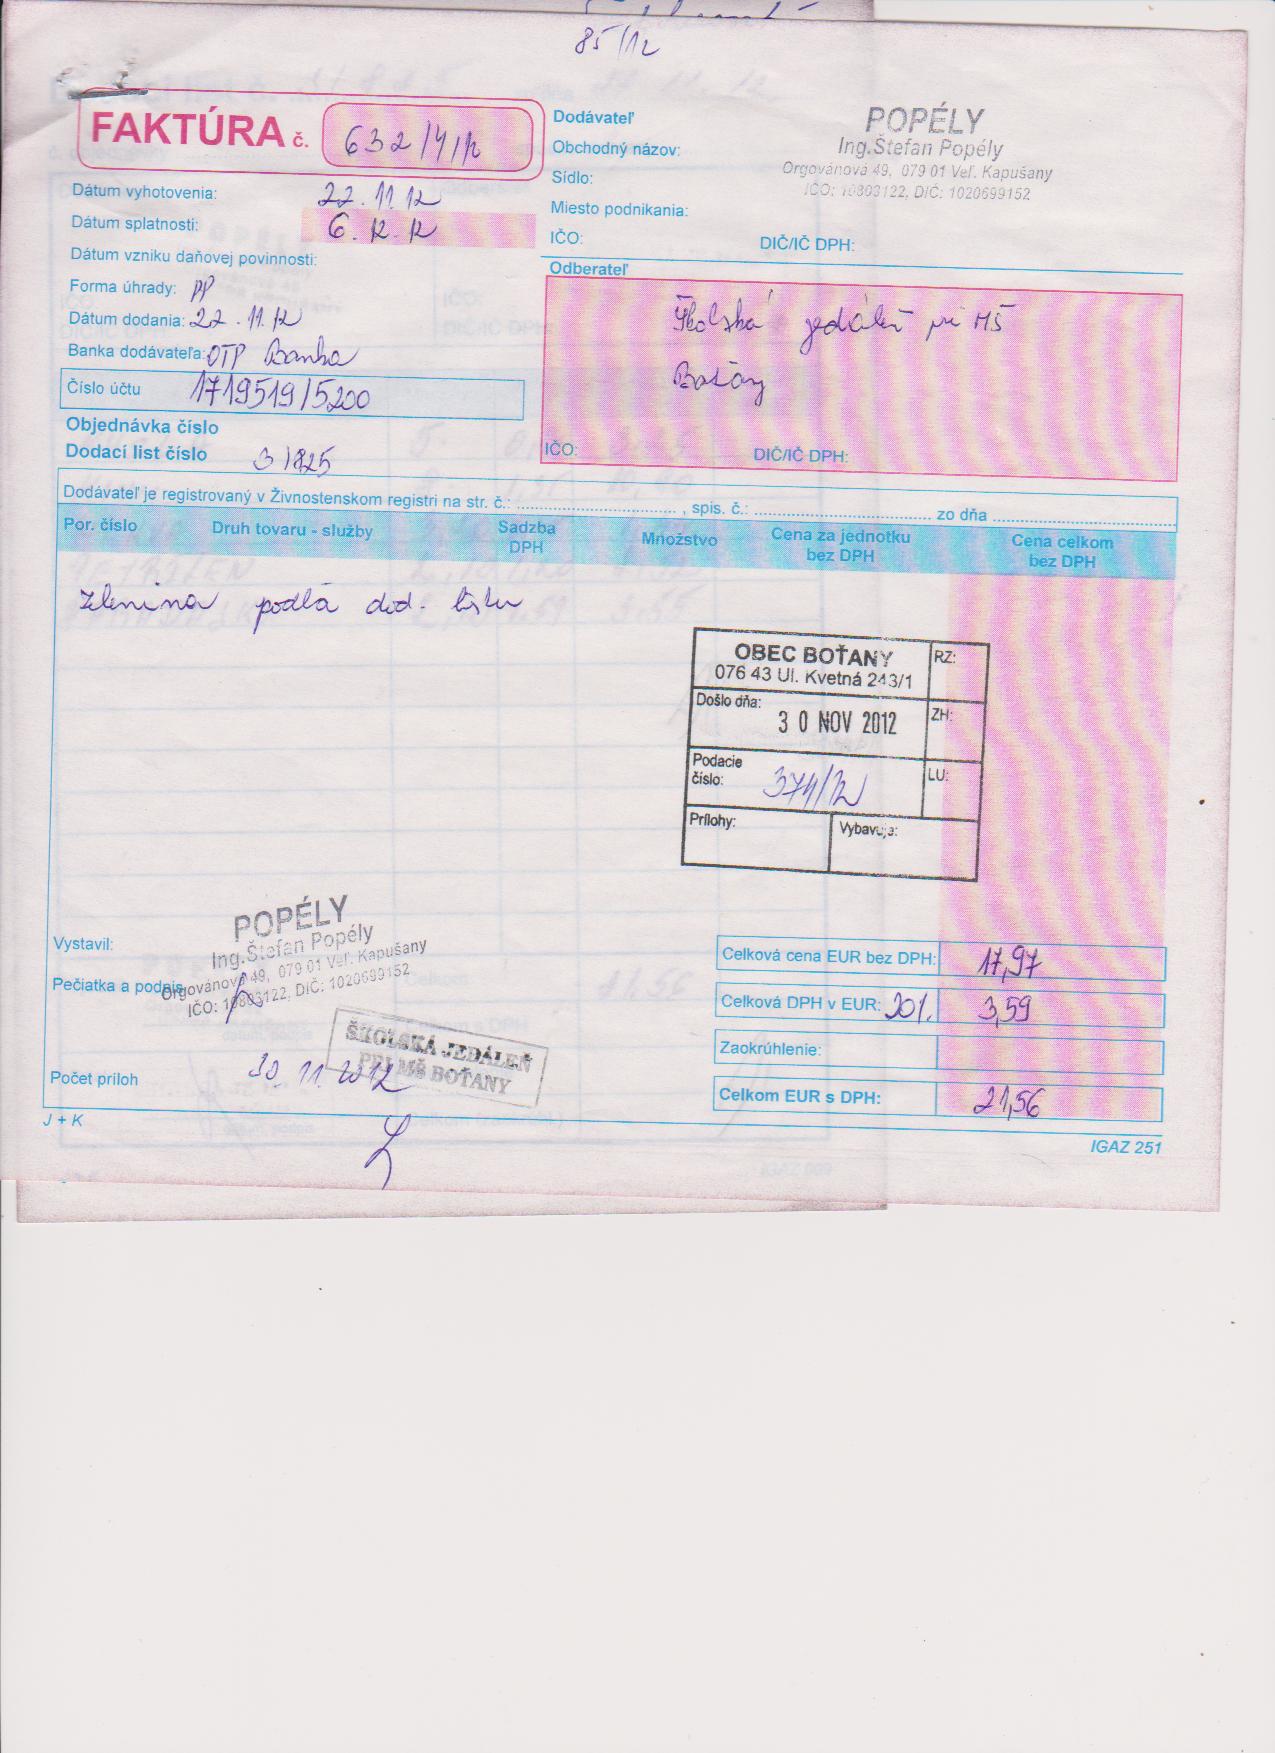 85/12
FAKTÚRA č. 632/4/12
Dátum vyhotovenia: 22.11.12
Dátum splatnosti: 6.12.12
Dátum vzniku daňovej povinnosti:
Forma úhrady: PP
Dátum dodania: 22.11.12
Banka dodávateľa: OTP Banka
Číslo účtu 1719519/5200
Objednávka číslo
Dodací list číslo 31825
Dodávateľ
Obchodný názov:
Sídlo:
Miesto podnikania:
IČO: DIČ/IČ DPH:
POPÉLY
Ing.Štefan Popély
Orgovánová 49, 079 01 Veľ. Kapušany
IČO: 10803122, DIČ: 1020699152
Odberateľ
Školská jedáleň pri MŠ
Boťany
IČO: DIČ/IČ DPH:
Dodávateľ je registrovaný v Živnostenskom registri na str. č.: , spis. č.: zo dňa
Por. číslo Druh tovaru - služby Sadzba DPH Množstvo Cena za jednotku bez DPH Cena celkom bez DPH
Zelenina podľa dod. listu
OBEC BOŤANY RZ:
076 43 Ul. Kvetná 243/1
Došlo dňa: ZH:
30 NOV 2012
Podacie číslo: 374/12 LU:
Prílohy: Vybavuje:
Vystavil:
Pečiatka a podpis
POPÉLY
Ing.Štefan Popély
Orgovánová 49, 079 01 Veľ. Kapušany
IČO: 10803122, DIČ: 1020699152
ŠKOLSKÁ JEDÁLEŇ
PRI MŠ BOŤANY
30.11.2012
Počet príloh
Celková cena EUR bez DPH: 17,97
Celková DPH v EUR: 20% 3,59
Zaokrúhlenie:
Celkom EUR s DPH: 21,56
J + K
IGAZ 251